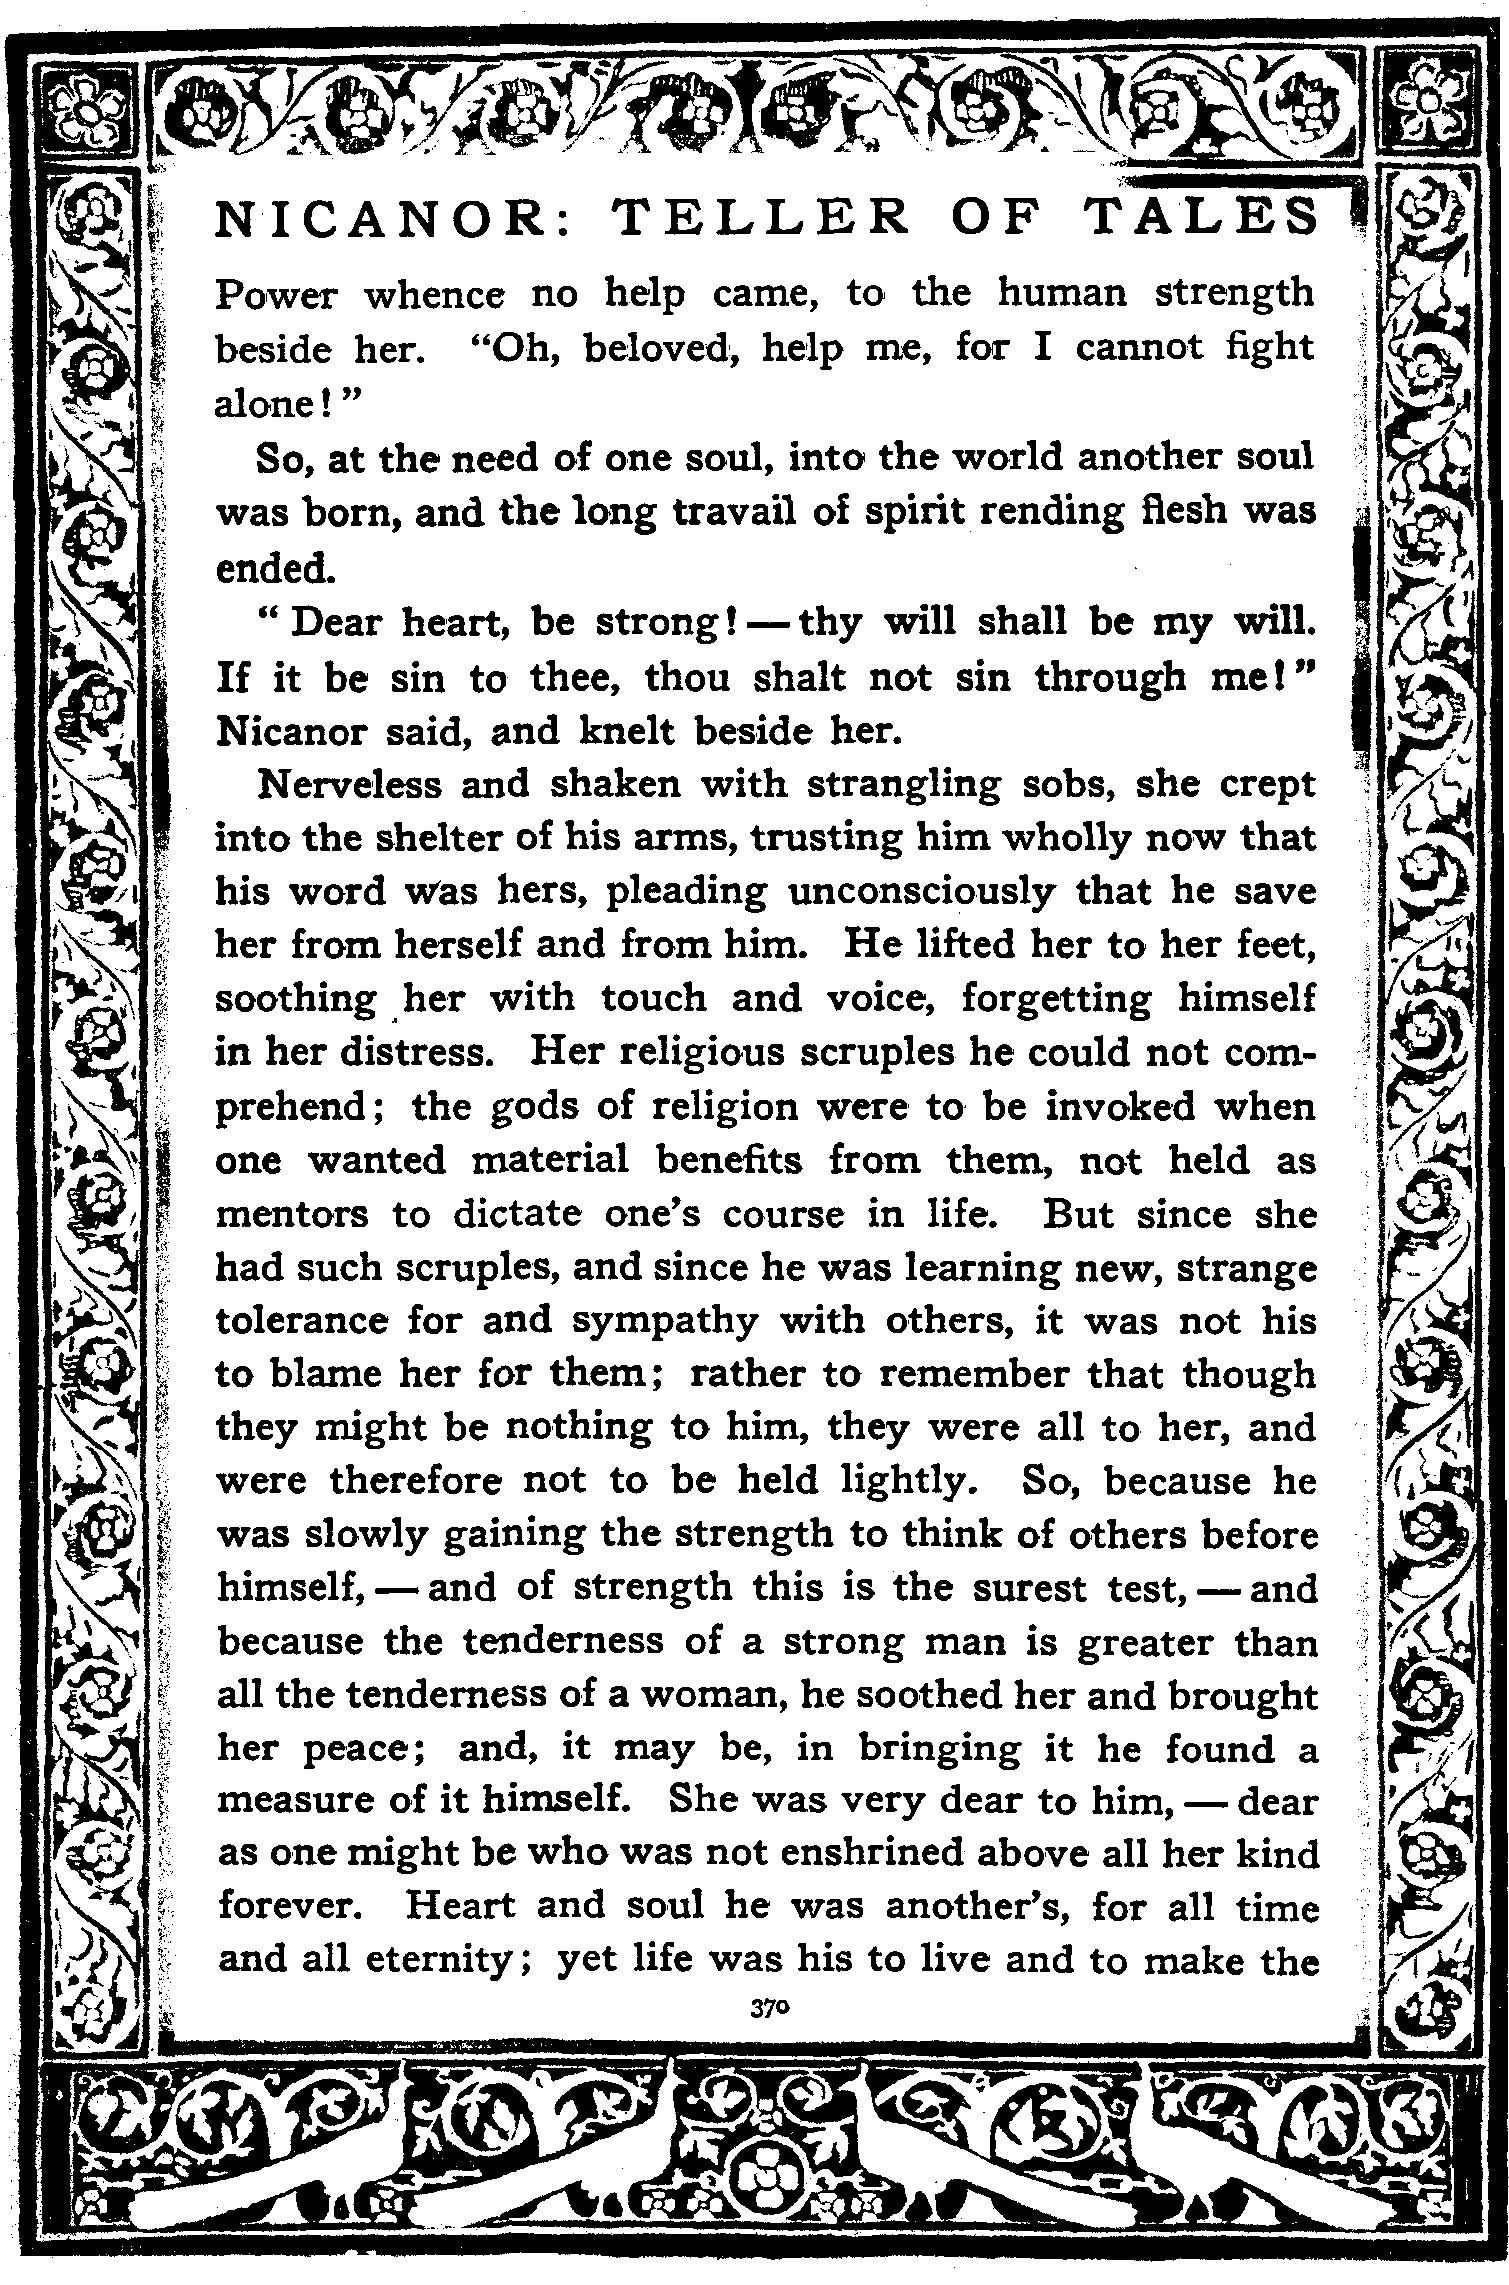 NICANOR: TELLER OF TALES
Power whence no help came, to the human strength
beside her. “Oh, beloved, help me, for I cannot fight
alone!”
So, at the need of one soul, into the world another soul
was born, and the long travail of spirit rending flesh was
ended.
“Dear heart, be strong! — thy will shall be my will.
If it be sin to thee, thou shalt not sin through me!”
Nicanor said, and knelt beside her.
Nerveless and shaken with strangling sobs, she crept
into the shelter of his arms, trusting him wholly now that
his word was hers, pleading unconsciously that he save
her from herself and from him. He lifted her to her feet,
soothing her with touch and voice, forgetting himself
in her distress. Her religious scruples he could not com-
prehend; the gods of religion were to be invoked when
one wanted material benefits from them, not held as
mentors to dictate one’s course in life. But since she
had such scruples, and since he was learning new, strange
tolerance for and sympathy with others, it was not his
to blame her for them; rather to remember that though
they might be nothing to him, they were all to her, and
were therefore not to be held lightly. So, because he
was slowly gaining the strength to think of others before
himself, — and of strength this is the surest test, — and
because the tenderness of a strong man is greater than
all the tenderness of a woman, he soothed her and brought
her peace; and, it may be, in bringing it he found a
measure of it himself. She was very dear to him, — dear
as one might be who was not enshrined above all her kind
forever. Heart and soul he was another’s, for all time
and all eternity; yet life was his to live and to make the
370